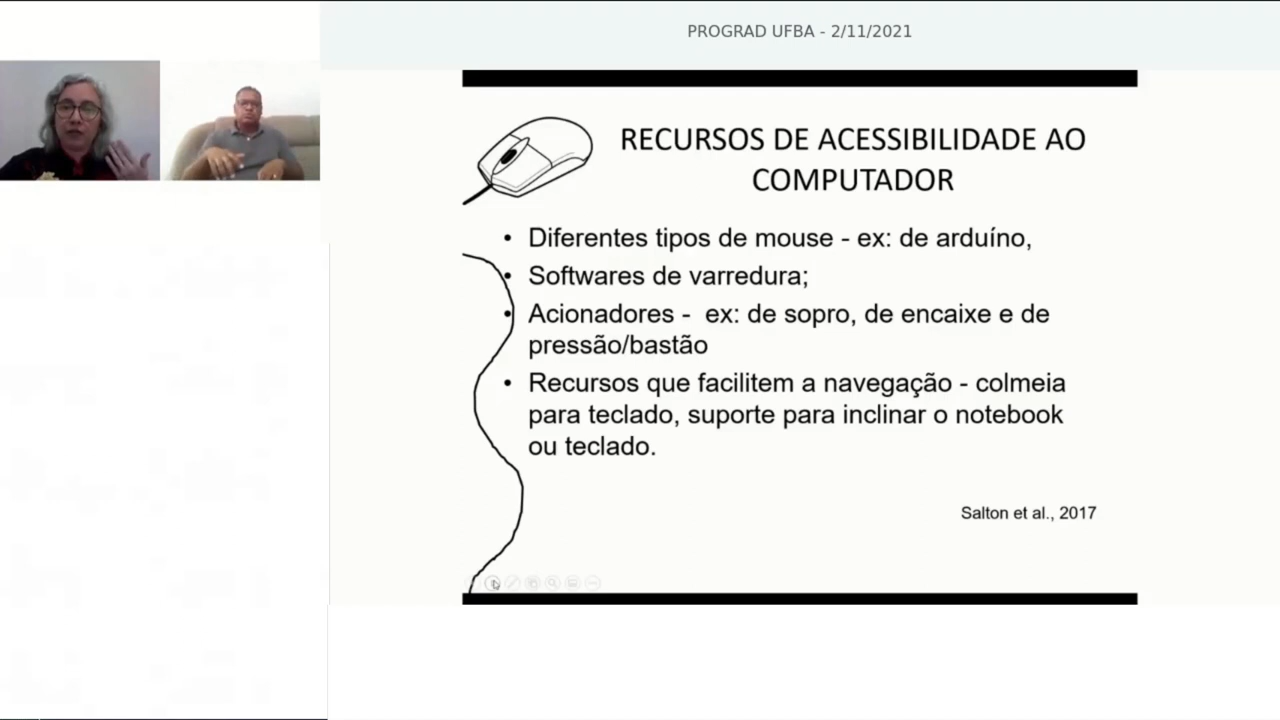 PROGRAD UFBA - 2/11/2021
RECURSOS DE ACESSIBILIDADE AO
COMPUTADOR
• Diferentes tipos de mouse - ex: de arduíno,
• Softwares de varredura;
• Acionadores - ex: de sopro, de encaixe e de
pressão/bastão
• Recursos que facilitem a navegação - colmeia
para teclado, suporte para inclinar o notebook
ou teclado.
Salton et al., 2017